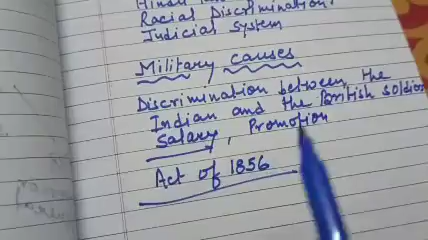 Racial Discrimination,
Judicial System
Military causes
Discrimination between the
Indian and the British soldiers
Salary, Promotion
Act of 1856